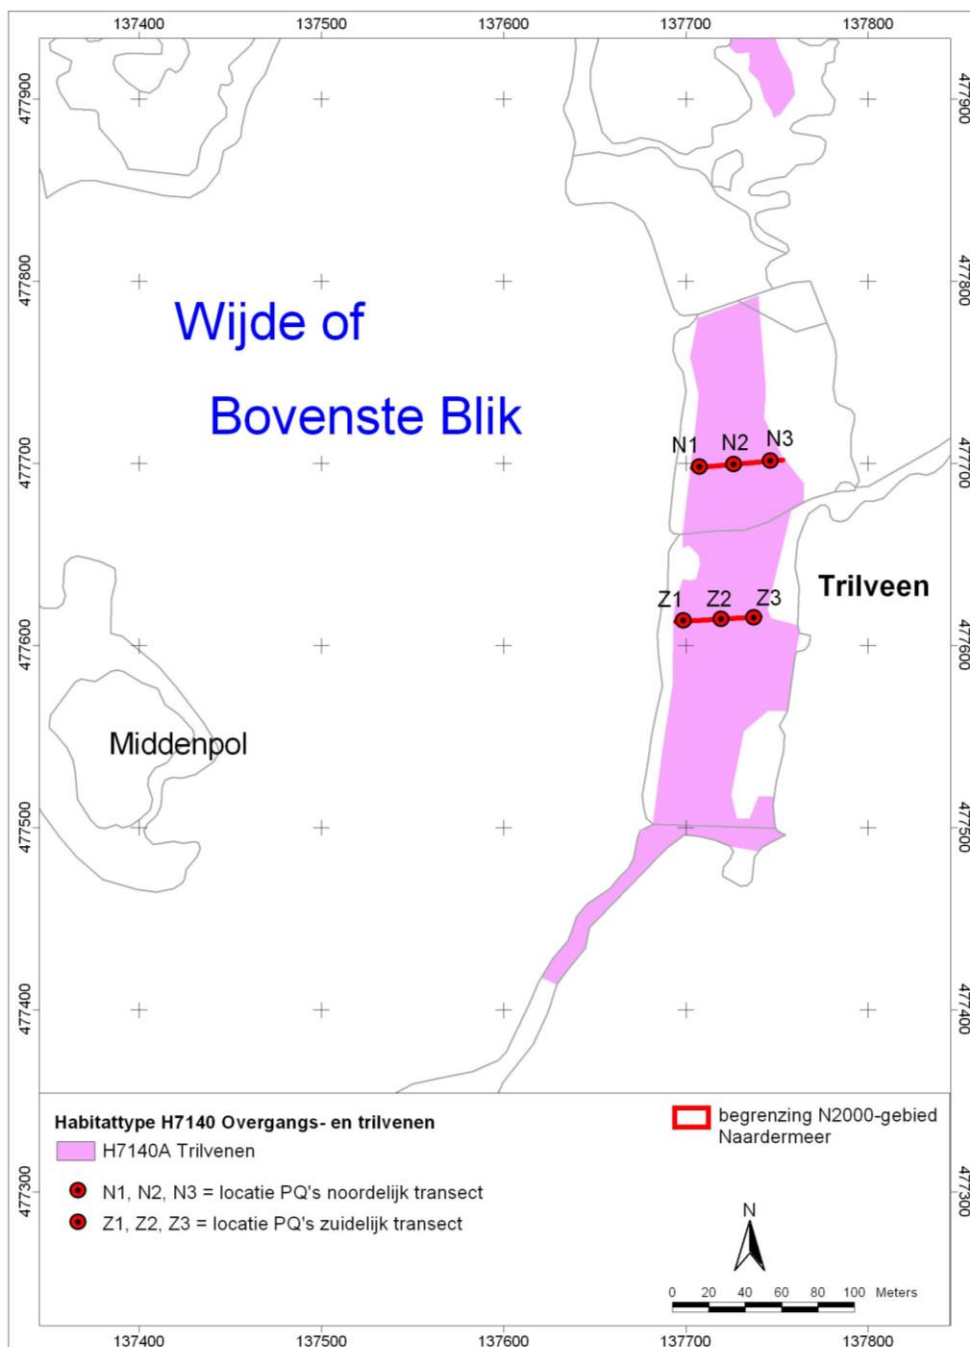 137400 137500 137600 137700 137800
477900 477900
477800 477800
Wijde of
Bovenste Blik
N1 N2 N3
477700 477700
Trilveen
Z1 Z2 Z3
477600 477600
Middenpol
477500 477500
477400 477400
Habitattype H7140 Overgangs- en trilvenen
H7140A Trilvenen
N1, N2, N3 = locatie PQ's noordelijk transect
Z1, Z2, Z3 = locatie PQ's zuidelijk transect
begrenzing N2000-gebied
Naardermeer
477300 477300
N
0 20 40 60 80 100 Meters
137400 137500 137600 137700 137800